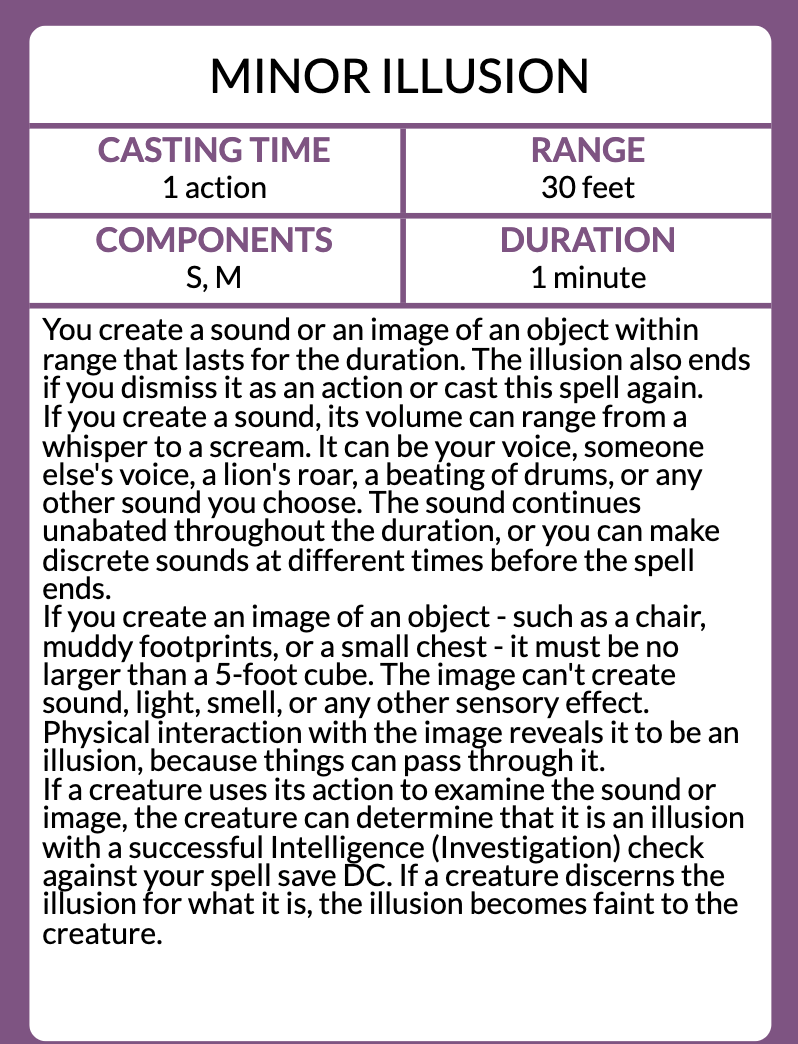 MINOR ILLUSION
CASTING TIME
1 action
RANGE
30 feet
COMPONENTS
S, M
DURATION
1 minute
You create a sound or an image of an object within
range that lasts for the duration. The illusion also ends
if you dismiss it as an action or cast this spell again.
If you create a sound, its volume can range from a
whisper to a scream. It can be your voice, someone
else's voice, a lion's roar, a beating of drums, or any
other sound you choose. The sound continues
unabated throughout the duration, or you can make
discrete sounds at different times before the spell
ends.
If you create an image of an object - such as a chair,
muddy footprints, or a small chest - it must be no
larger than a 5-foot cube. The image can't create
sound, light, smell, or any other sensory effect.
Physical interaction with the image reveals it to be an
illusion, because things can pass through it.
If a creature uses its action to examine the sound or
image, the creature can determine that it is an illusion
with a successful Intelligence (Investigation) check
against your spell save DC. If a creature discerns the
illusion for what it is, the illusion becomes faint to the
creature.